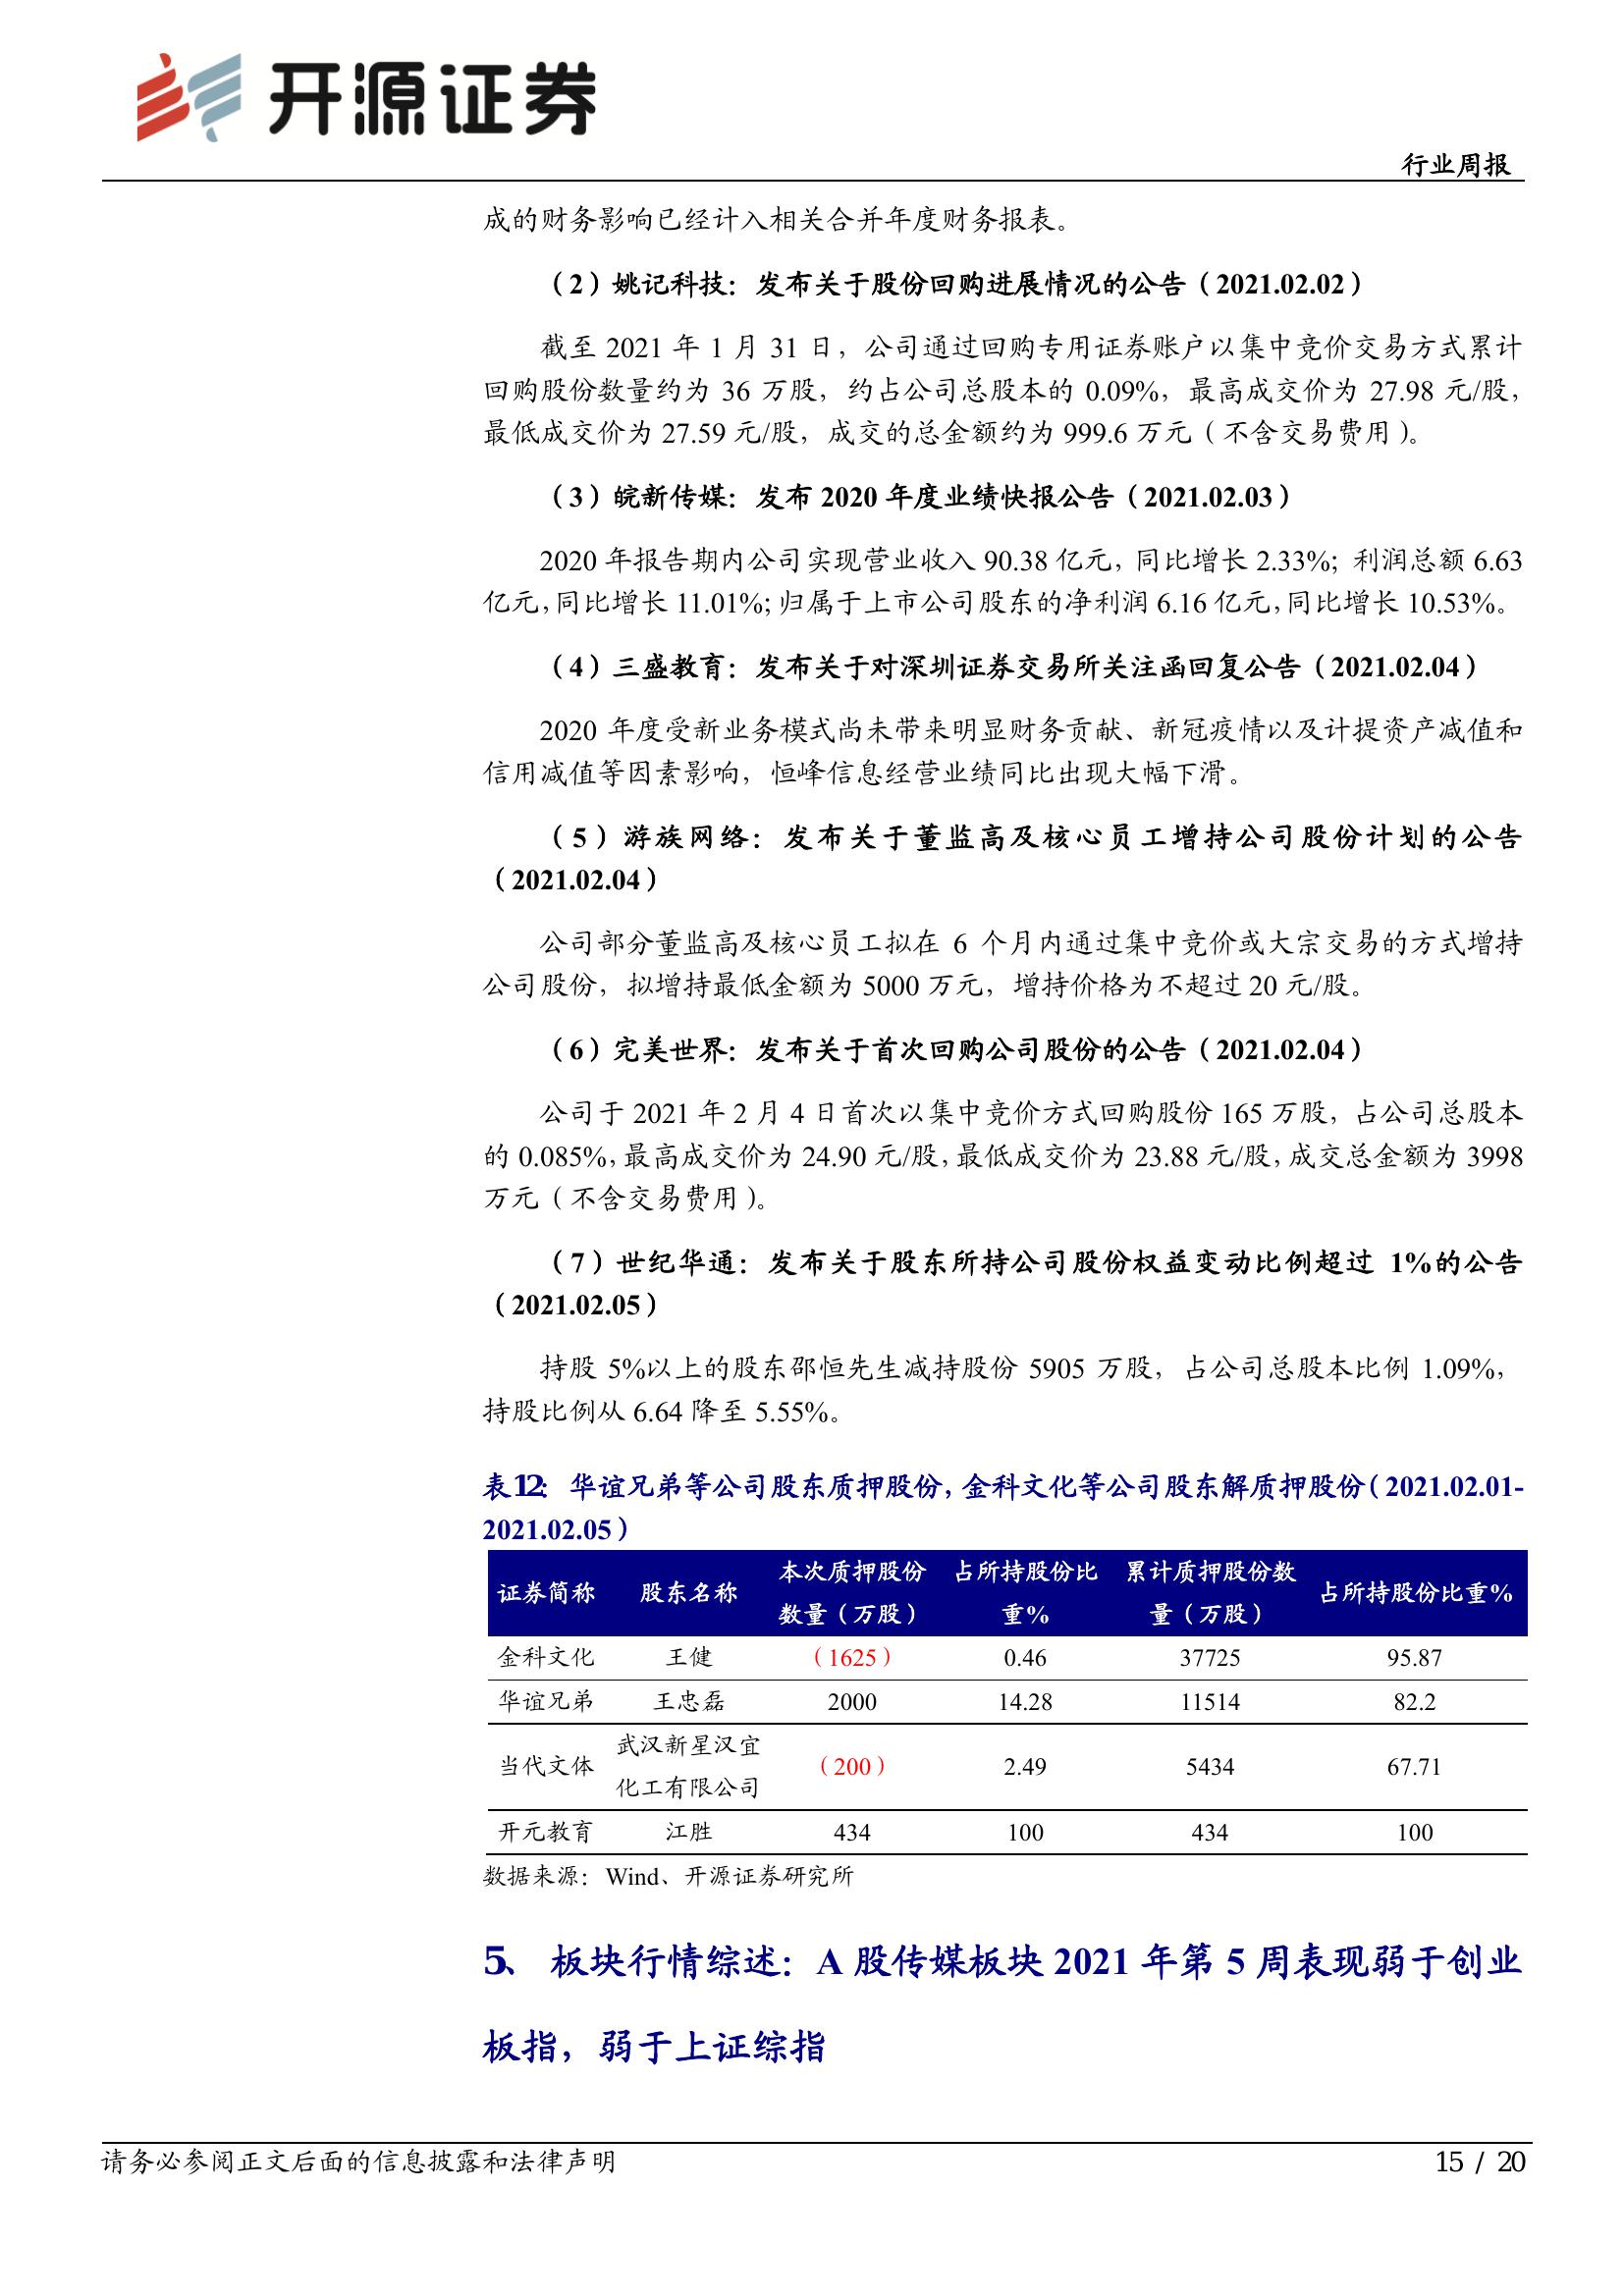 开源证券
行业周报
成的财务影响已经计入相关合并年度财务报表。
（2）姚记科技：发布关于股份回购进展情况的公告（2021.02.02）
截至 2021 年 1 月 31 日，公司通过回购专用证券账户以集中竞价交易方式累计
回购股份数量约为 36 万股，约占公司总股本的 0.09%，最高成交价为 27.98 元/股，
最低成交价为 27.59 元/股，成交的总金额约为 999.6 万元（不含交易费用）。
（3）皖新传媒：发布 2020 年度业绩快报公告（2021.02.03）
2020 年报告期内公司实现营业收入 90.38 亿元，同比增长 2.33%；利润总额 6.63
亿元，同比增长 11.01%；归属于上市公司股东的净利润 6.16 亿元，同比增长 10.53%。
（4）三盛教育：发布关于对深圳证券交易所关注函回复公告（2021.02.04）
2020 年度受新业务模式尚未带来明显财务贡献、新冠疫情以及计提资产减值和
信用减值等因素影响，恒峰信息经营业绩同比出现大幅下滑。
（5）游族网络：发布关于董监高及核心员工增持公司股份计划的公告
（2021.02.04）
公司部分董监高及核心员工拟在 6 个月内通过集中竞价或大宗交易的方式增持
公司股份，拟增持最低金额为 5000 万元，增持价格为不超过 20 元/股。
（6）完美世界：发布关于首次回购公司股份的公告（2021.02.04）
公司于 2021 年 2 月 4 日首次以集中竞价方式回购股份 165 万股，占公司总股本
的 0.085%，最高成交价为 24.90 元/股，最低成交价为 23.88 元/股，成交总金额为 3998
万元（不含交易费用）。
（7）世纪华通：发布关于股东所持公司股份权益变动比例超过 1%的公告
（2021.02.05）
持股 5%以上的股东邵恒先生减持股份 5905 万股，占公司总股本比例 1.09%，
持股比例从 6.64 降至 5.55%。
表12： 华谊兄弟等公司股东质押股份，金科文化等公司股东解质押股份（2021.02.01-
2021.02.05）
证券简称 股东名称 本次质押股份数量（万股） 占所持股份比重% 累计质押股份数量（万股） 占所持股份比重%
金科文化 王健 （1625） 0.46 37725 95.87
华谊兄弟 王忠磊 2000 14.28 11514 82.2
当代文体 武汉新星汉宜化工有限公司 （200） 2.49 5434 67.71
开元教育 江胜 434 100 434 100
数据来源：Wind、开源证券研究所
5、 板块行情综述：A 股传媒板块 2021 年第 5 周表现弱于创业
板指，弱于上证综指
请务必参阅正文后面的信息披露和法律声明
15 / 20